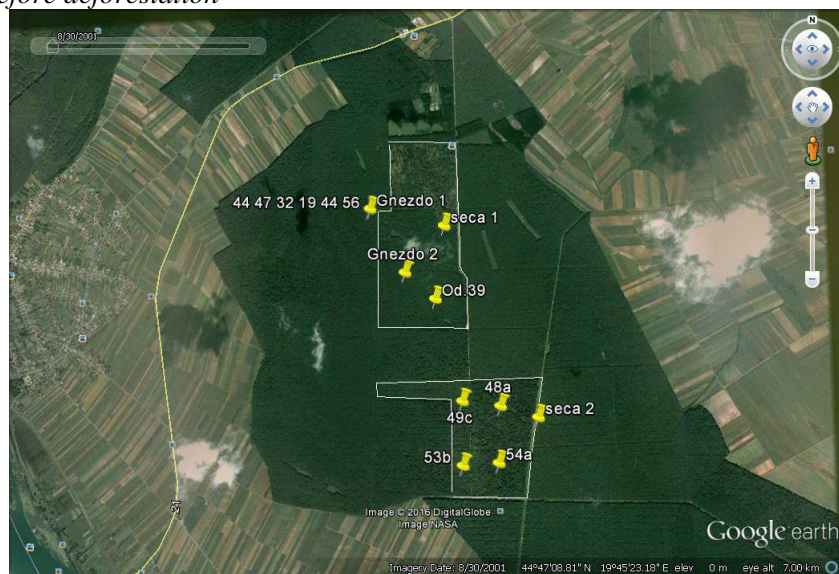 before deforestation
8/30/2001
N
44 47 32 19 44 56 Gnezdo 1
seca 1
Gnezdo 2
Od.39
48a
49c
seca 2
53b
54a
21
Image © 2016 DigitalGlobe
Image NASA
Google earth
Imagery Date: 8/30/2001 44°47'08.81" N 19°45'23.18" E elev 0 m eye alt 7.00 km